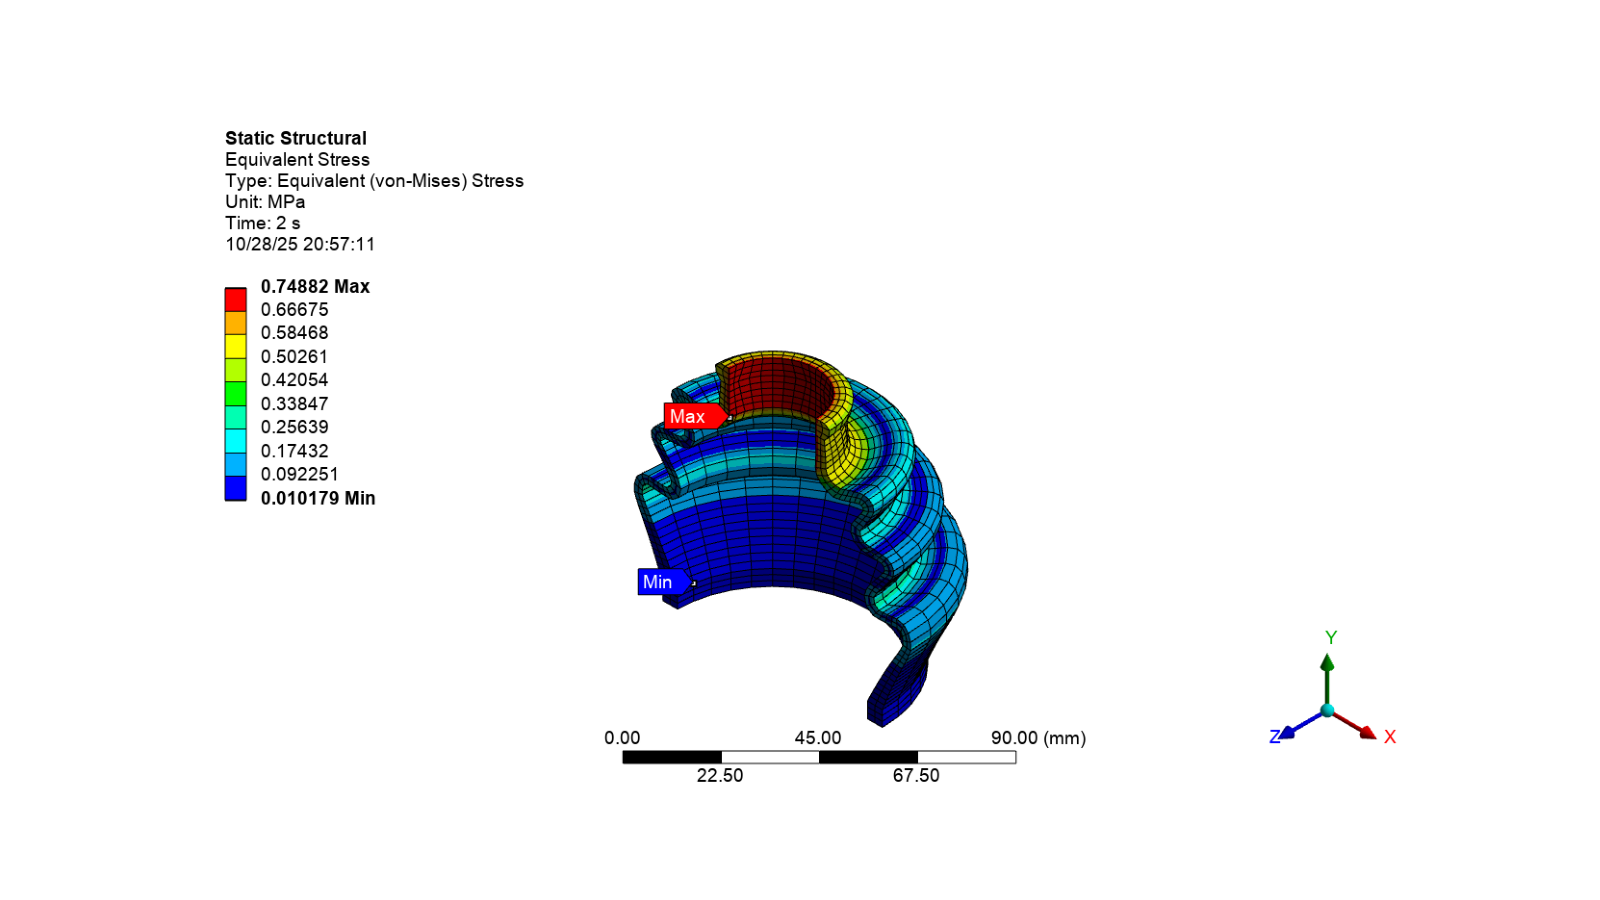 Static Structural
Equivalent Stress
Type: Equivalent (von-Mises) Stress
Unit: MPa
Time: 2 s
10/28/25 20:57:11
0.74882 Max
0.66675
0.58468
0.50261
0.42054
0.33847
0.25639
0.17432
0.092251
0.010179 Min
Max
Min
0.00 45.00 90.00 (mm)
22.50 67.50
Y
Z X